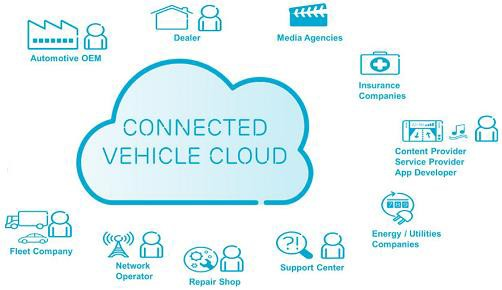 Automotive OEM
Dealer
Media Agencies
Insurance
Companies
CONNECTED
VEHICLE CLOUD
Content Provider
Service Provider
App Developer
Energy / Utilities
Companies
Fleet Company
Network
Operator
Repair Shop
?!
Support Center